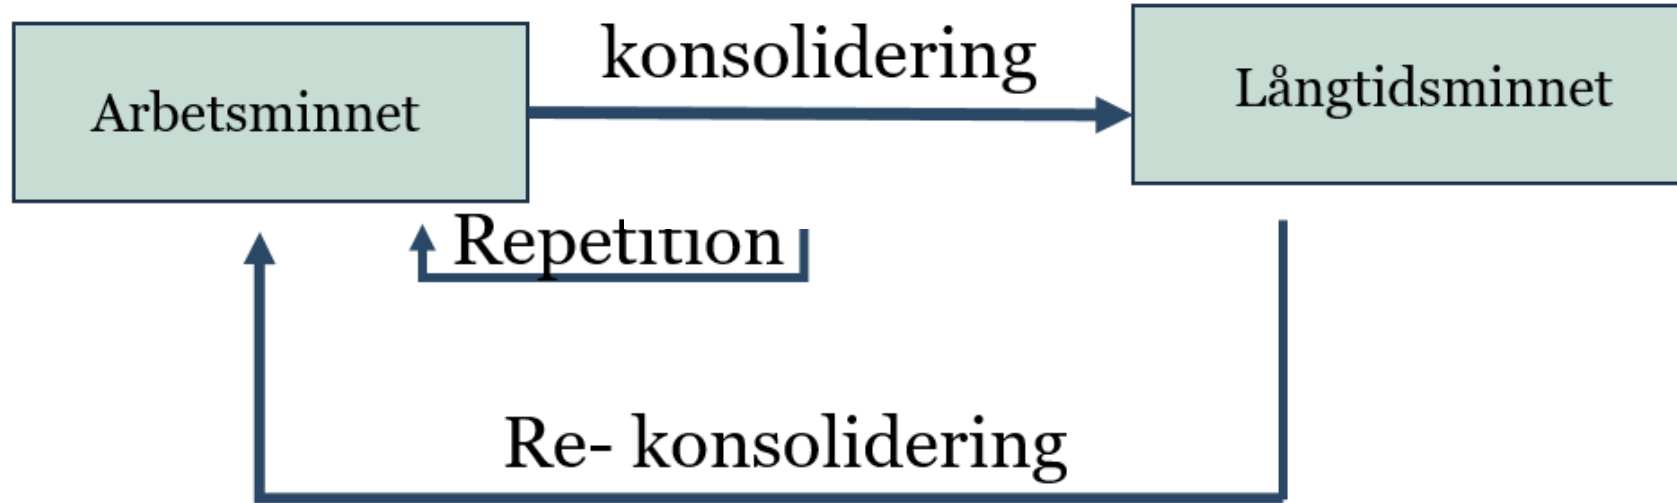 konsolidering
Arbetsminnet
Långtidsminnet
Repetition
Re- konsolidering